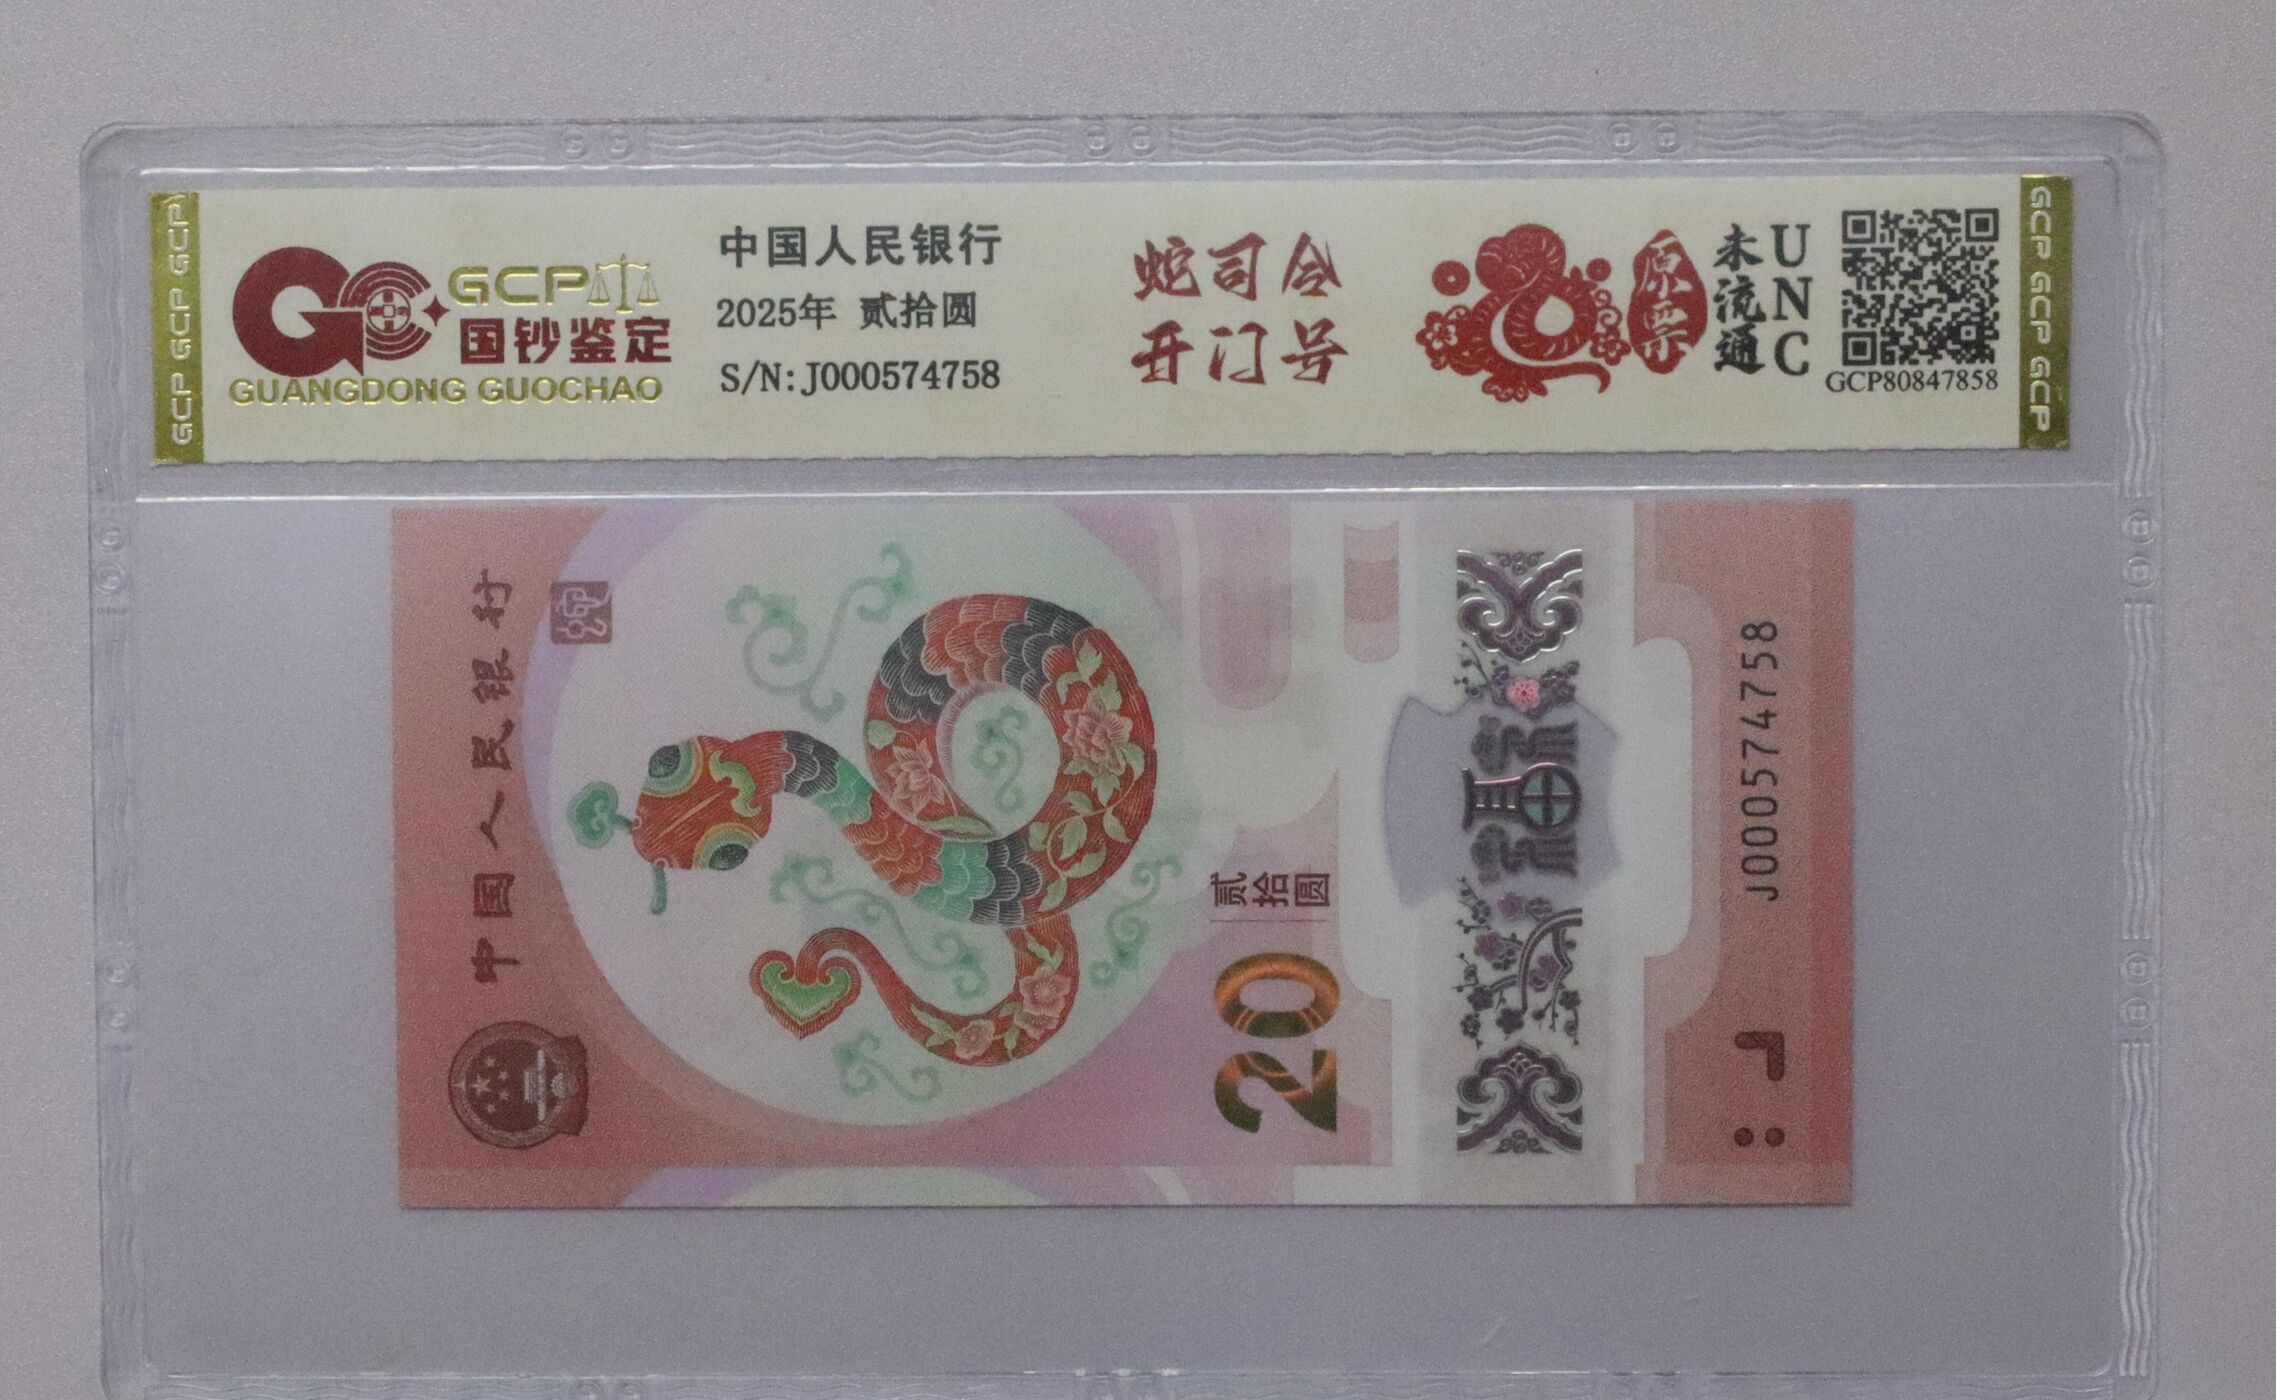 GCP GCP GCP
GCP
国钞鉴定
GUANGDONG GUOCHAO
中国人民银行
2025年 贰拾圆
S/N:J000574758
蛇司令
开门号
原票
未流通
UNC
GCP80847858
GCP GCP GCP
中国人民银行
贰拾圆
20
福
J000574758